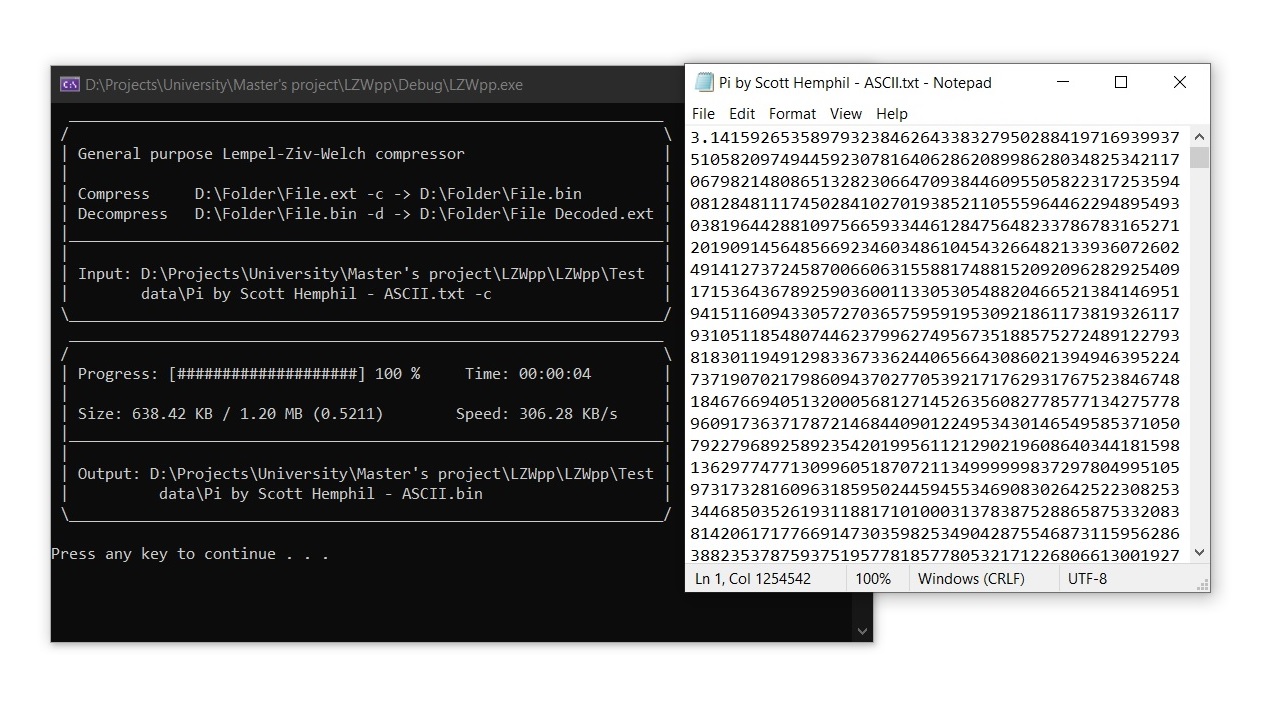 D:\Projects\University\Master's project\LZWpp\Debug\LZWpp.exe
General purpose Lempel-Ziv-Welch compressor
Compress     D:\Folder\File.ext -c -> D:\Folder\File.bin
Decompress   D:\Folder\File.bin -d -> D:\Folder\File Decoded.ext
Input: D:\Projects\University\Master's project\LZWpp\LZWpp\Test
data\Pi by Scott Hemphil - ASCII.txt -c
Progress: [####################] 100 %     Time: 00:00:04
Size: 638.42 KB / 1.20 MB (0.5211)        Speed: 306.28 KB/s
Output: D:\Projects\University\Master's project\LZWpp\LZWpp\Test
data\Pi by Scott Hemphil - ASCII.bin
Press any key to continue . . .
Pi by Scott Hemphil - ASCII.txt - Notepad
File Edit Format View Help
3.14159265358979323846264338327950288419716939937
5105820974944592307816406286208998628034825342117
0679821480865132823066470938446095505822317253594
0812848111745028410270193852110555964462294895493
0381964428810975665933446128475648233786783165271
2019091456485669234603486104543266482133936072602
4914127372458700660631558817488152092096282925409
1715364367892590360011330530548820466521384146951
9415116094330572703657595919530921861173819326117
9310511854807446237996274956735188575272489122793
8183011949129833673362440656643086021394946395224
7371907021798609437027705392171762931767523846748
1846766940513200056812714526356082778577134275778
9609173637178721468440901224953430146549585371050
7922796892589235420199561121290219608640344181598
1362977477130996051870721134999999837297804995105
9731732816096318595024459455346908302642522308253
3446850352619311881710100031378387528865875332083
8142061717766914730359825349042875546873115956286
3882353787593751957781857780532171226806613001927
Ln 1, Col 1254542 100% Windows (CRLF) UTF-8